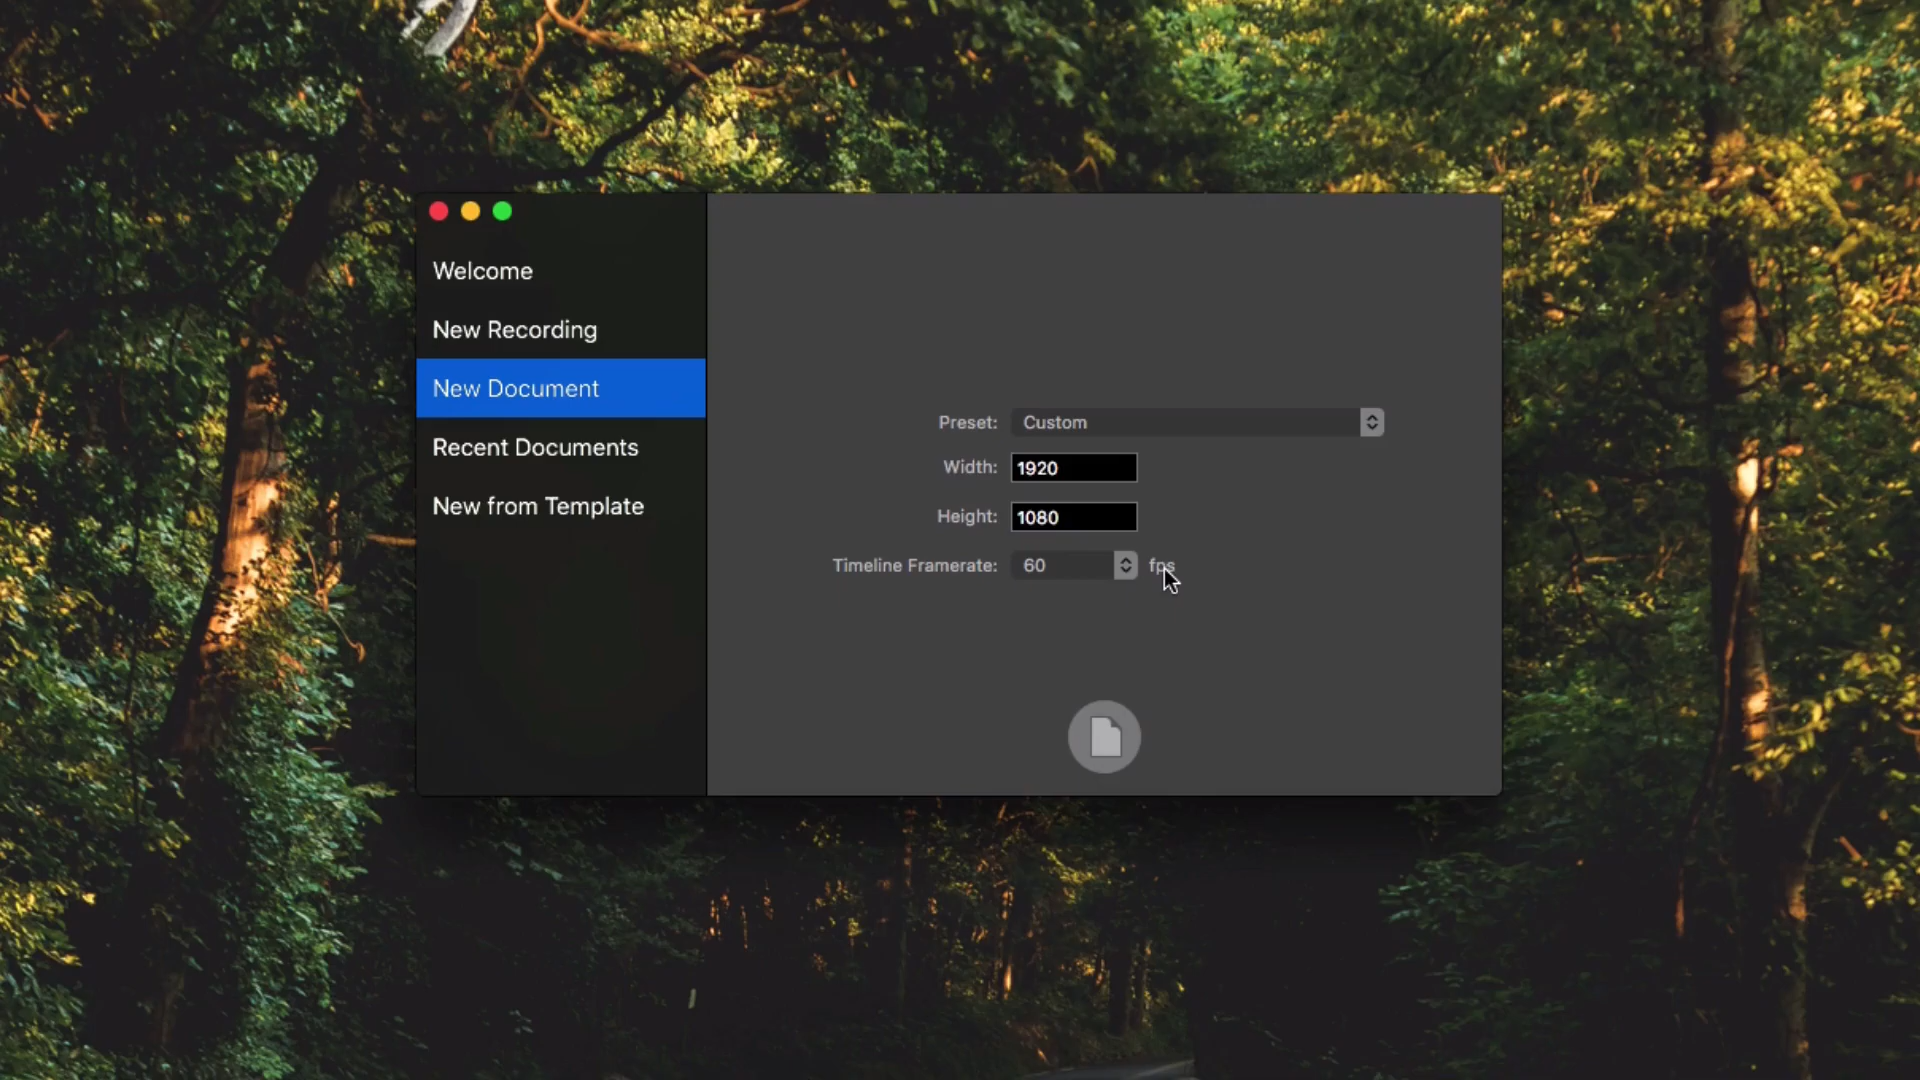 Welcome
New Recording
New Document
Recent Documents
New from Template
Preset: Custom
Width: 1920
Height: 1080
Timeline Framerate: 60 fps